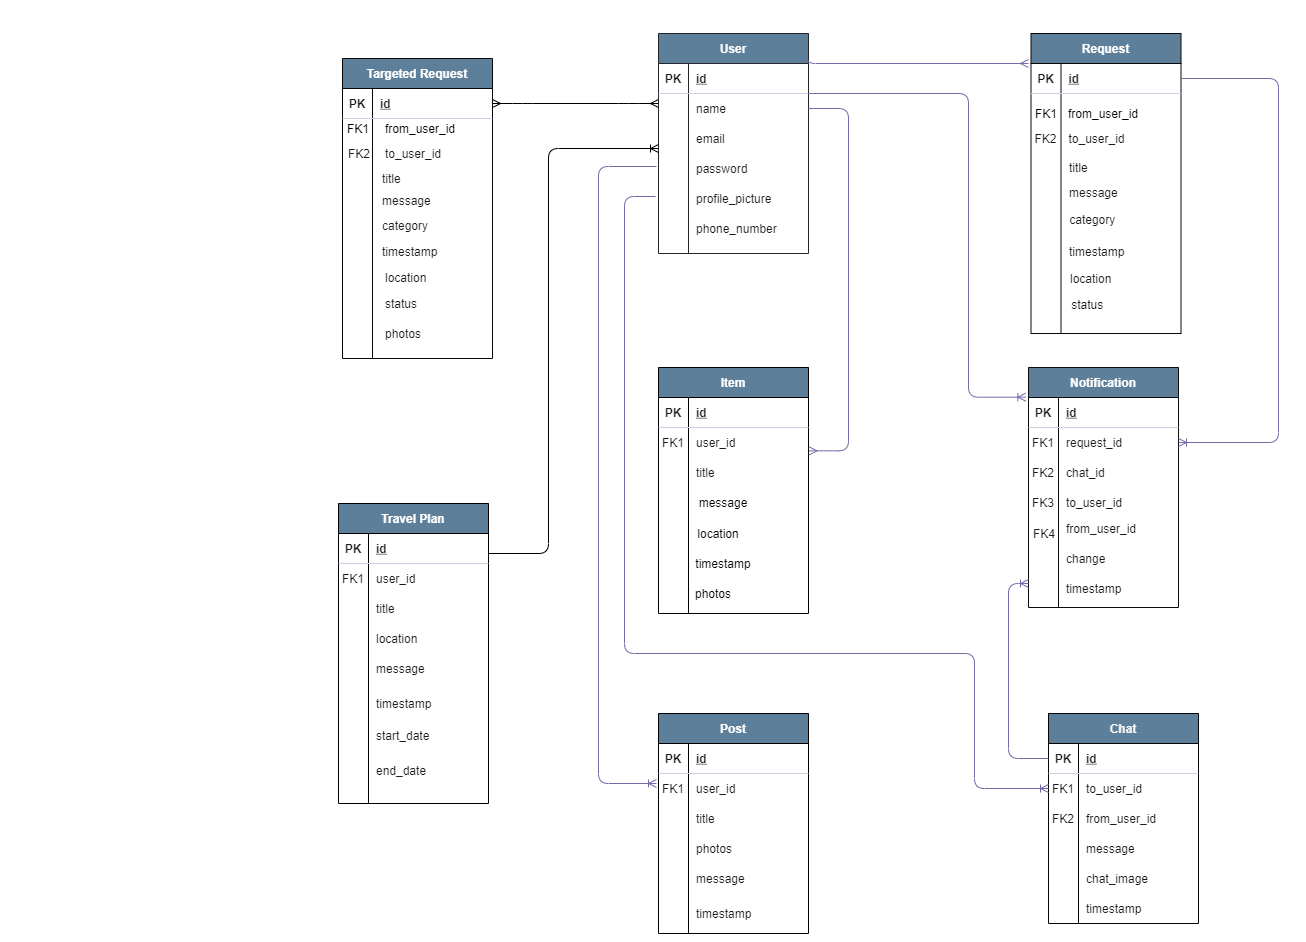 Targeted Request
PK id
FK1 from_user_id
FK2 to_user_id
title
message
category
timestamp
location
status
photos
User
PK id
name
email
password
profile_picture
phone_number
Request
PK id
FK1 from_user_id
FK2 to_user_id
title
message
category
timestamp
location
status
Item
PK id
FK1 user_id
title
message
location
timestamp
photos
Notification
PK id
FK1 request_id
FK2 chat_id
FK3 to_user_id
FK4 from_user_id
change
timestamp
Travel Plan
PK id
FK1 user_id
title
location
message
timestamp
start_date
end_date
Post
PK id
FK1 user_id
title
photos
message
timestamp
Chat
PK id
FK1 to_user_id
FK2 from_user_id
message
chat_image
timestamp